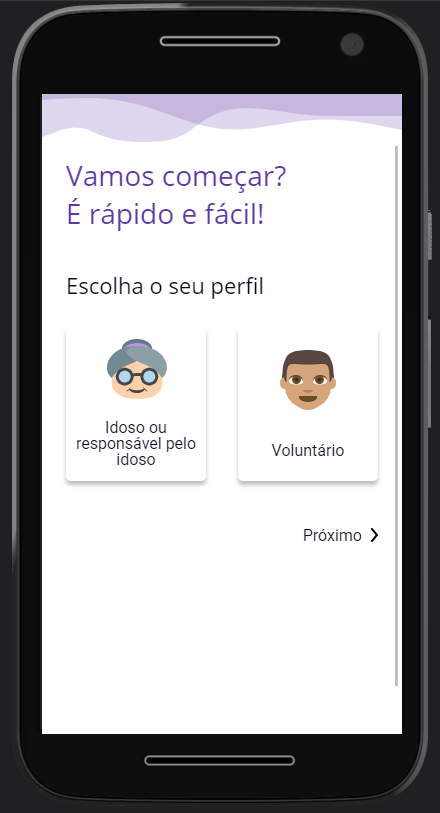 Vamos começar?
É rápido e fácil!
Escolha o seu perfil
Idoso ou
responsável pelo
idoso
Voluntário
Próximo